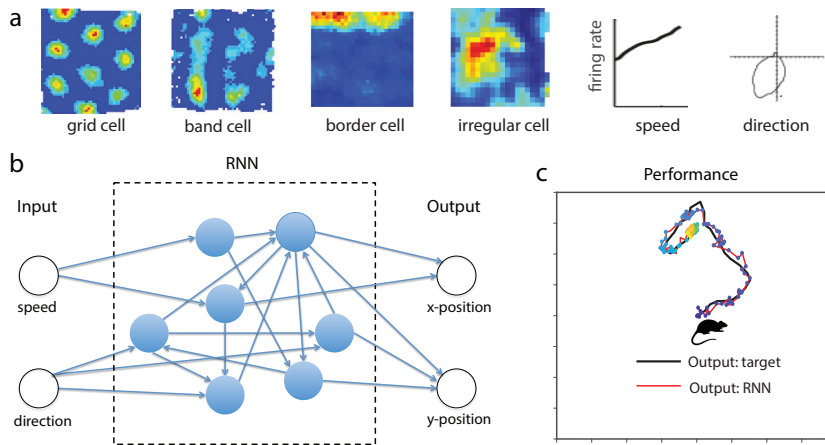 a
grid cell
band cell
border cell
irregular cell
firing rate
speed
direction
b
RNN
Input
Output
speed
direction
x-position
y-position
c
Performance
Output: target
Output: RNN